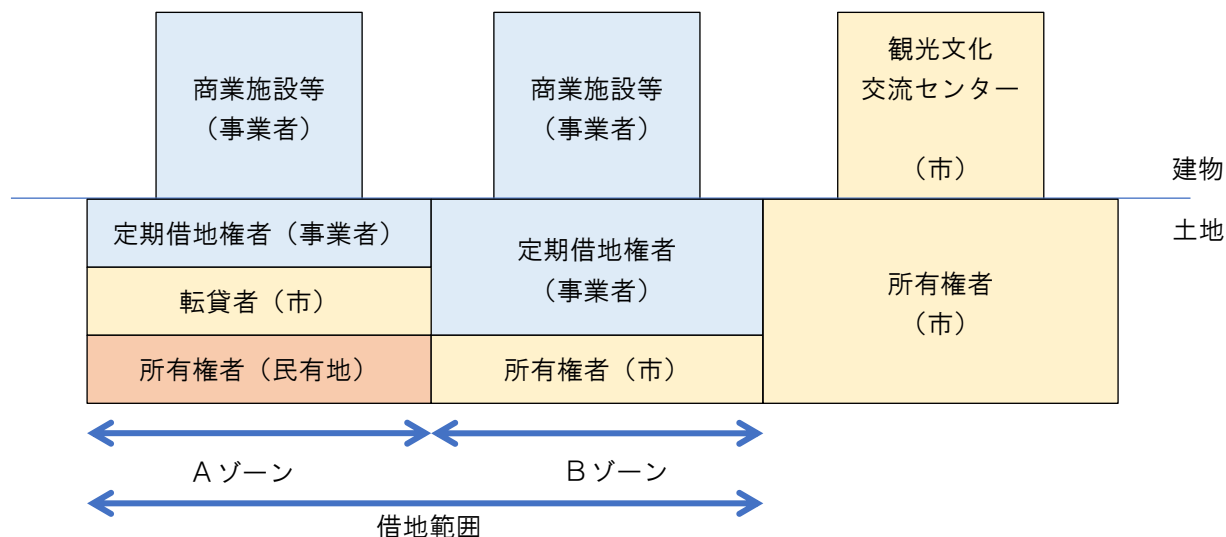 商業施設等
（事業者）
商業施設等
（事業者）
観光文化
交流センター
（市）
建物
土地
定期借地権者（事業者）
転貸者（市）
所有権者（民有地）
定期借地権者
（事業者）
所有権者（市）
所有権者
（市）
Ａゾーン
Ｂゾーン
借地範囲